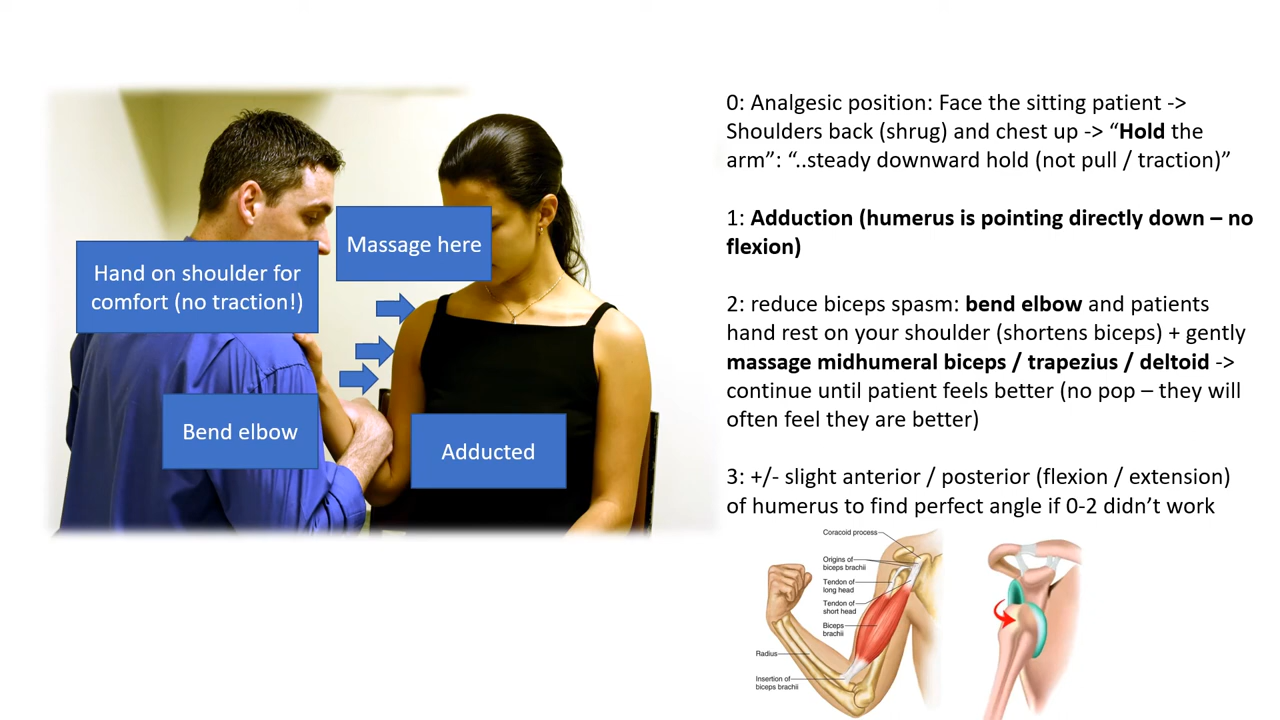 0: Analgesic position: Face the sitting patient ->
Shoulders back (shrug) and chest up -> “Hold the
arm”: “..steady downward hold (not pull / traction)”
1: Adduction (humerus is pointing directly down – no
flexion)
2: reduce biceps spasm: bend elbow and patients
hand rest on your shoulder (shortens biceps) + gently
massage midhumeral biceps / trapezius / deltoid ->
continue until patient feels better (no pop – they will
often feel they are better)
3: +/- slight anterior / posterior (flexion / extension)
of humerus to find perfect angle if 0-2 didn’t work
Massage here
Hand on shoulder for
comfort (no traction!)
Bend elbow
Adducted
Coracoid process
Origins of
biceps brachii
Tendon of
long head
Tendon of
short head
Biceps
brachii
Radius
Insertion of
biceps brachii